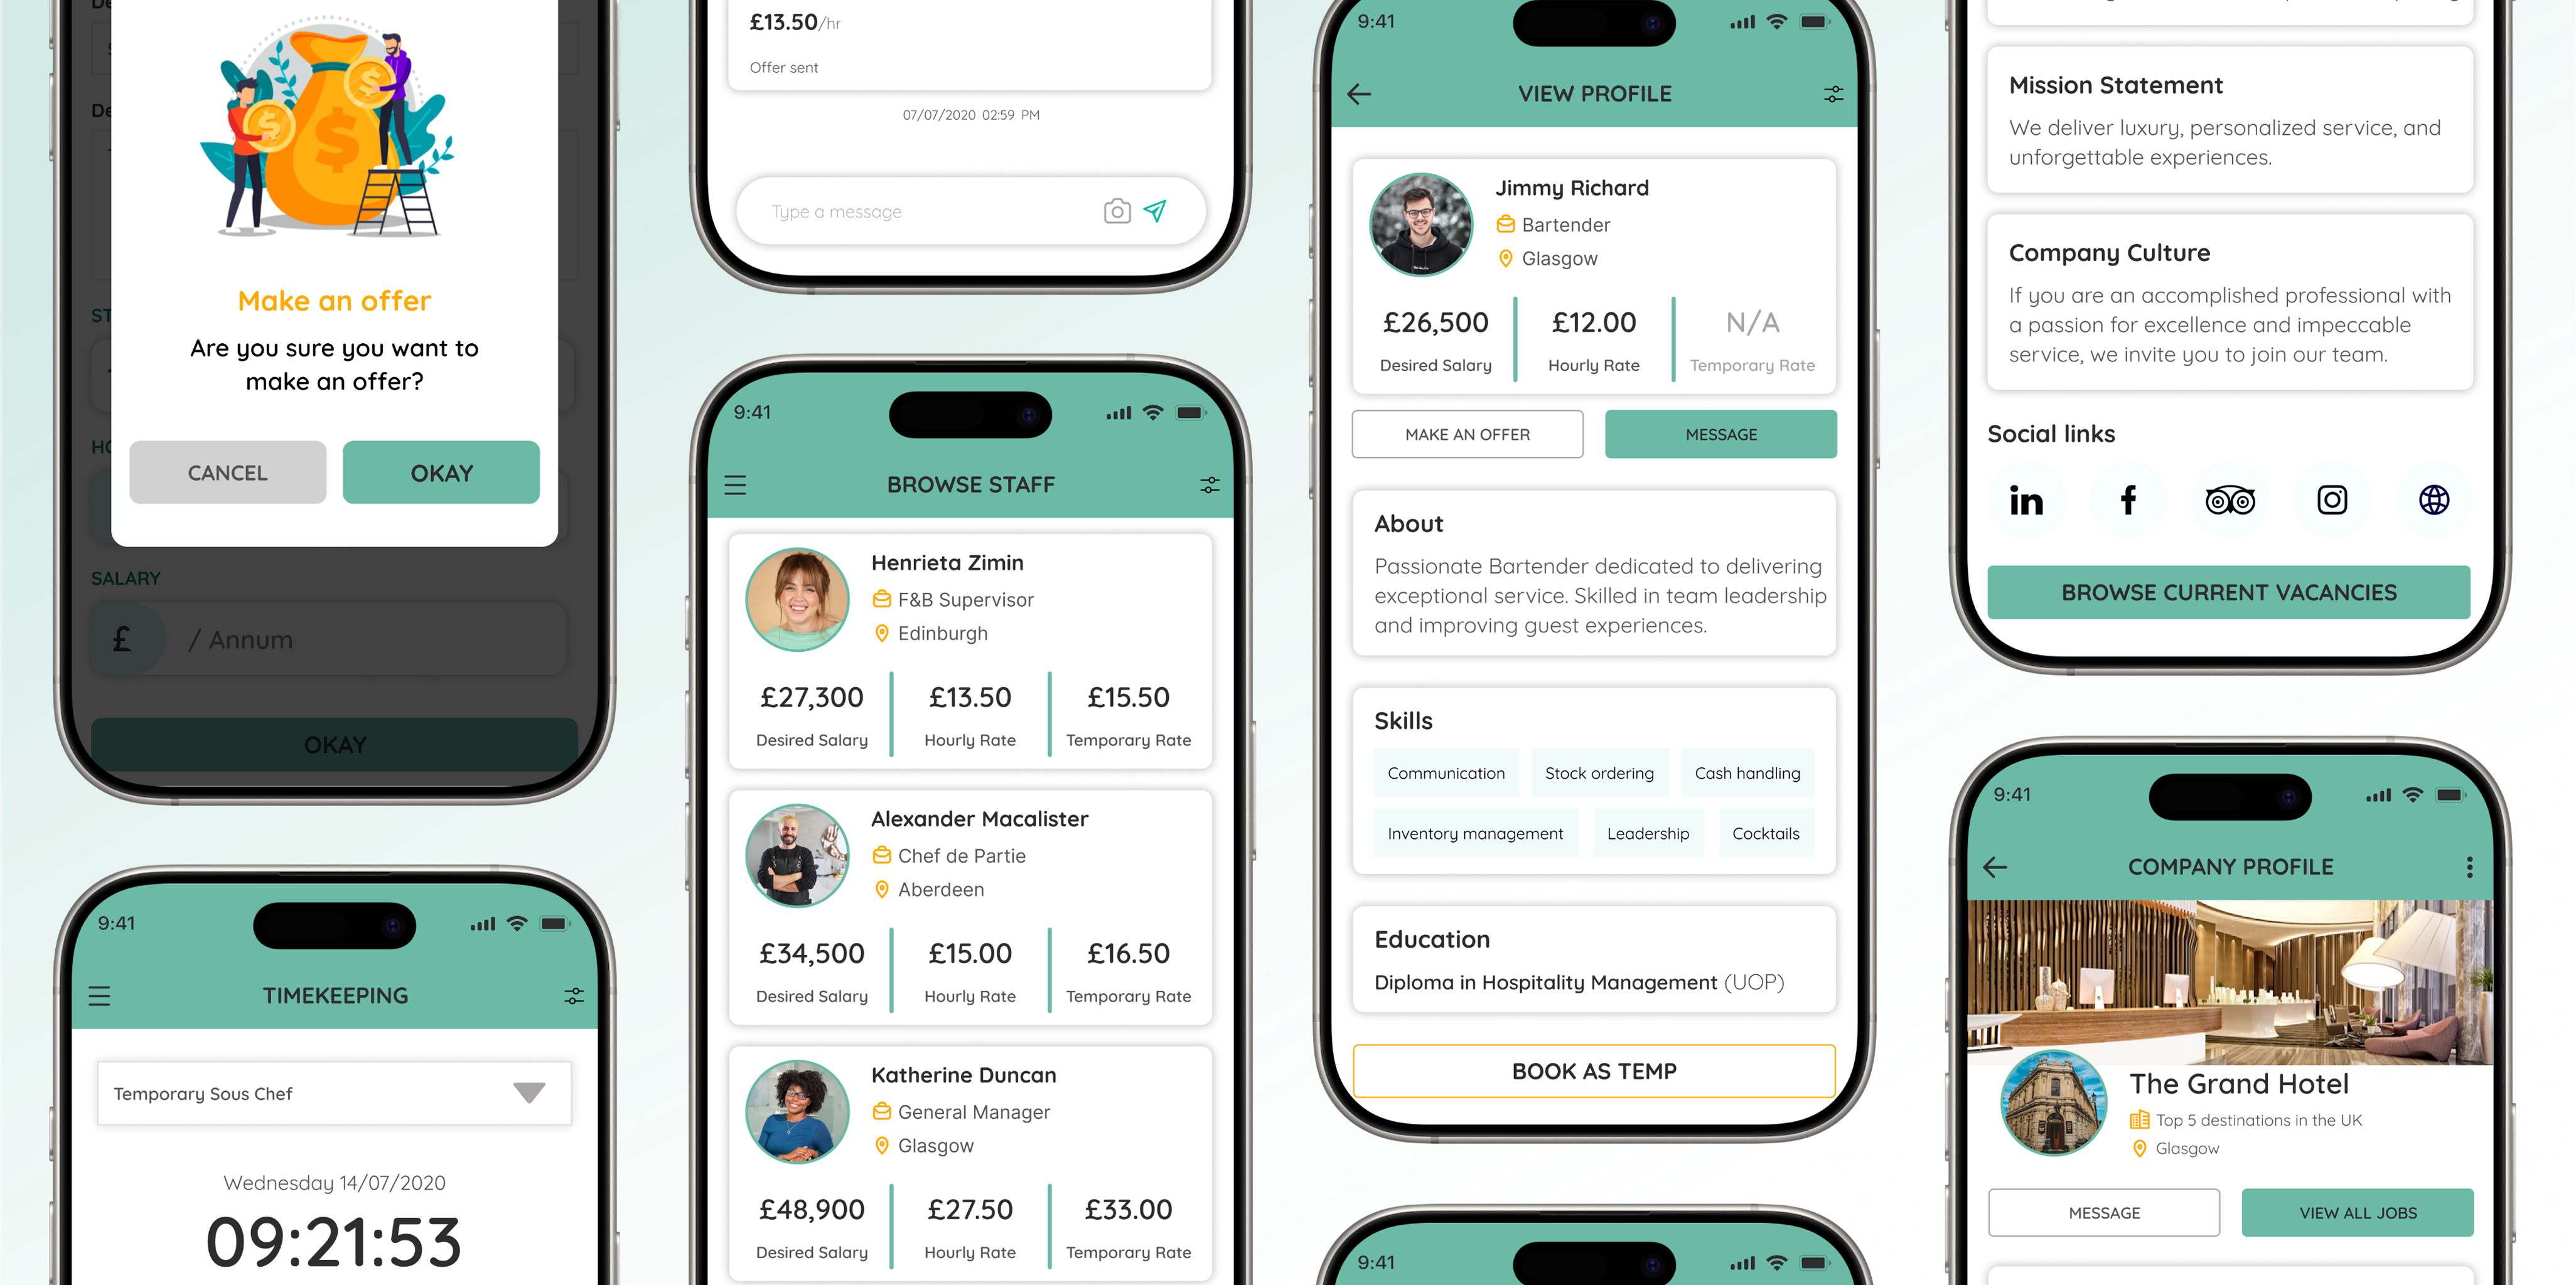 De
De
ST
HO
Make an offer
Are you sure you want to
make an offer?
CANCEL
OKAY
SALARY
£
/ Annum
OKAY
9:41
TIMEKEEPING
Temporary Sous Chef
Wednesday 14/07/2020
09:21:53
£13.50/hr
Offer sent
07/07/2020 02:59 PM
Type a message
9:41
BROWSE STAFF
Henrieta Zimin
F&B Supervisor
Edinburgh
£27,300 £13.50 £15.50
Desired Salary Hourly Rate Temporary Rate
Alexander Macalister
Chef de Partie
Aberdeen
£34,500 £15.00 £16.50
Desired Salary Hourly Rate Temporary Rate
Katherine Duncan
General Manager
Glasgow
£48,900 £27.50 £33.00
Desired Salary Hourly Rate Temporary Rate
9:41
VIEW PROFILE
Jimmy Richard
Bartender
Glasgow
£26,500 £12.00 N/A
Desired Salary Hourly Rate Temporary Rate
MAKE AN OFFER
MESSAGE
About
Passionate Bartender dedicated to delivering
exceptional service. Skilled in team leadership
and improving guest experiences.
Skills
Communication Stock ordering Cash handling
Inventory management Leadership Cocktails
Education
Diploma in Hospitality Management (UOP)
BOOK AS TEMP
9:41
Mission Statement
We deliver luxury, personalized service, and
unforgettable experiences.
Company Culture
If you are an accomplished professional with
a passion for excellence and impeccable
service, we invite you to join our team.
Social links
in f
BROWSE CURRENT VACANCIES
9:41
COMPANY PROFILE
The Grand Hotel
Top 5 destinations in the UK
Glasgow
MESSAGE
VIEW ALL JOBS